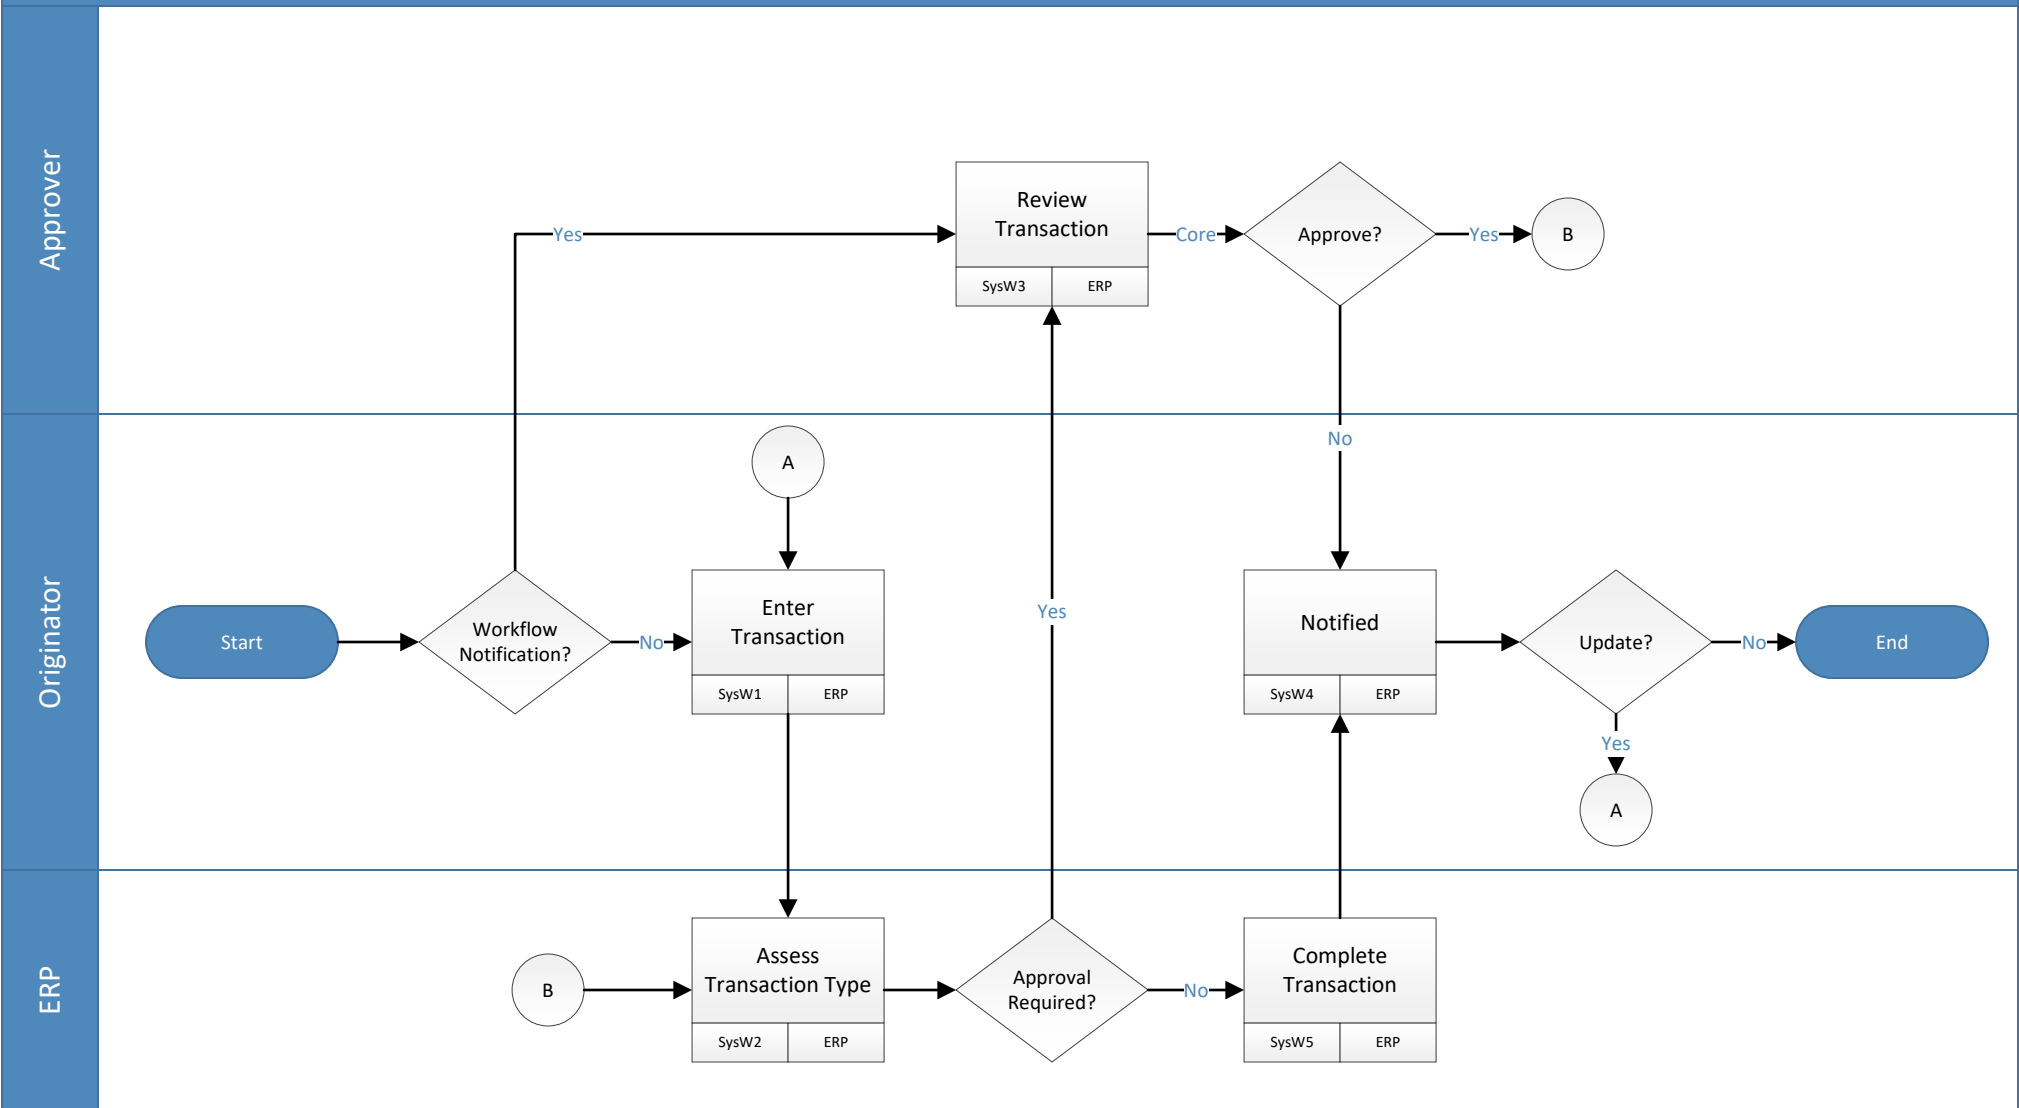 Approver
Review
Transaction
SysW3
ERP
Yes
Core
Approve?
Yes
B
No
Originator
A
Start
Workflow
Notification?
No
Enter
Transaction
SysW1
ERP
Yes
Notified
SysW4
ERP
Update?
No
End
Yes
A
ERP
B
Assess
Transaction Type
SysW2
ERP
Approval
Required?
No
Complete
Transaction
SysW5
ERP